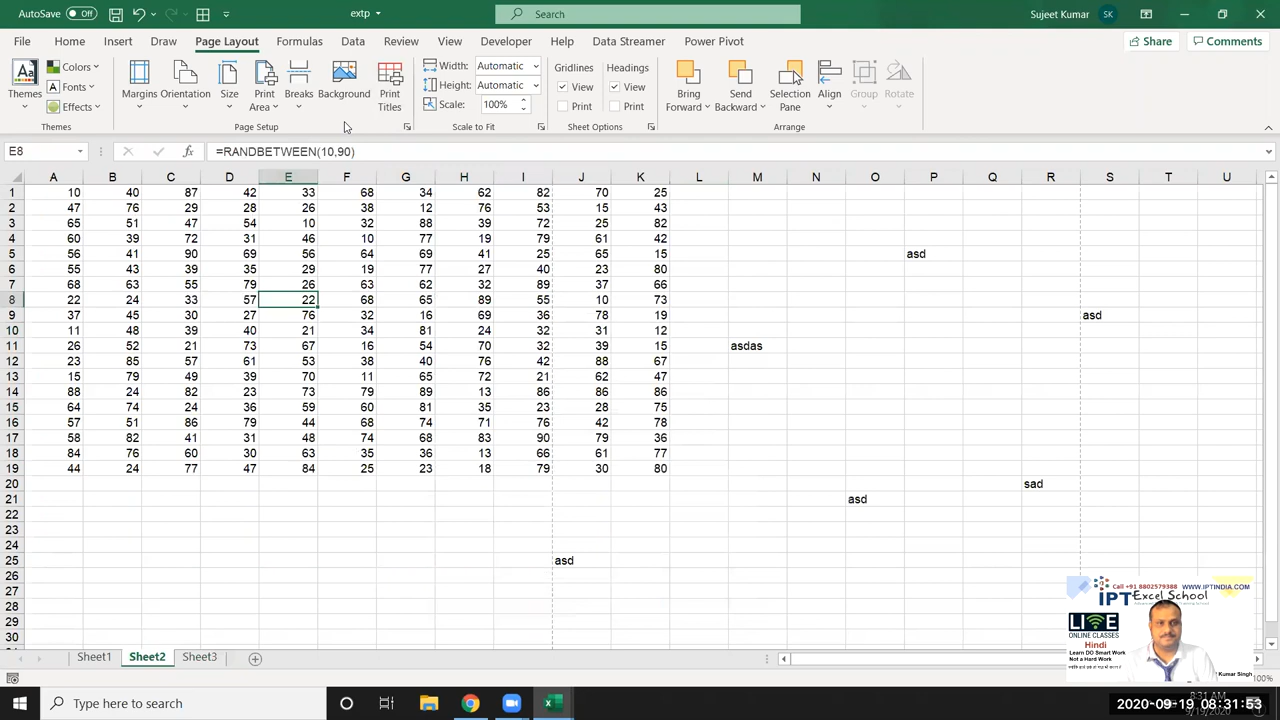 AutoSave Off extp Search Sujeet Kumar SK
File Home Insert Draw Page Layout Formulas Data Review View Developer Help Data Streamer Power Pivot Share Comments
Themes Colors Fonts Effects Margins Orientation Size Print Area Breaks Background Print Titles Width: Automatic Height: Automatic Scale: 100% Gridlines View Print Headings View Print Bring Forward Send Backward Selection Pane Align Group Rotate
Themes Page Setup Scale to Fit Sheet Options Arrange
E8 fx =RANDBETWEEN(10,90)
A B C D E F G H I J K L M N O P Q R S T U
1 10 40 87 42 33 68 34 62 82 70 25
2 47 76 29 28 26 38 12 76 53 15 43
3 65 51 47 54 10 32 88 39 72 25 82
4 60 39 72 31 46 10 77 19 79 61 42
5 56 41 90 69 56 64 69 41 25 65 15 asd
6 55 43 39 35 29 19 77 27 40 23 80
7 68 63 55 79 26 63 62 32 89 37 66
8 22 24 33 57 22 68 65 89 55 10 73
9 37 45 30 27 76 32 16 69 36 78 19 asd
10 11 48 39 40 21 34 81 24 32 31 12
11 26 52 21 73 67 16 54 70 32 39 15 asdas
12 23 85 57 61 53 38 40 76 42 88 67
13 15 79 49 39 70 11 65 72 21 62 47
14 88 24 82 23 73 79 89 13 86 86 86
15 64 74 24 36 59 60 81 35 23 28 75
16 57 51 86 79 44 68 74 71 76 42 78
17 58 82 41 31 48 74 68 83 90 79 36
18 84 76 60 30 63 35 36 13 66 61 77
19 44 24 77 47 84 25 23 18 79 30 80
20 sad
21 asd
22
23
24
25 asd
26
27
28
29
30
Call +91 8802579388 WWW.IPTINDIA.COM
IPT Excel School
LIVE
ONLINE CLASSES
Hindi
Learn DO Smart Work
Not a Hard Work
Kumar Singh
Sheet1 Sheet2 Sheet3
100%
Type here to search
2020-09-19 08:31:53